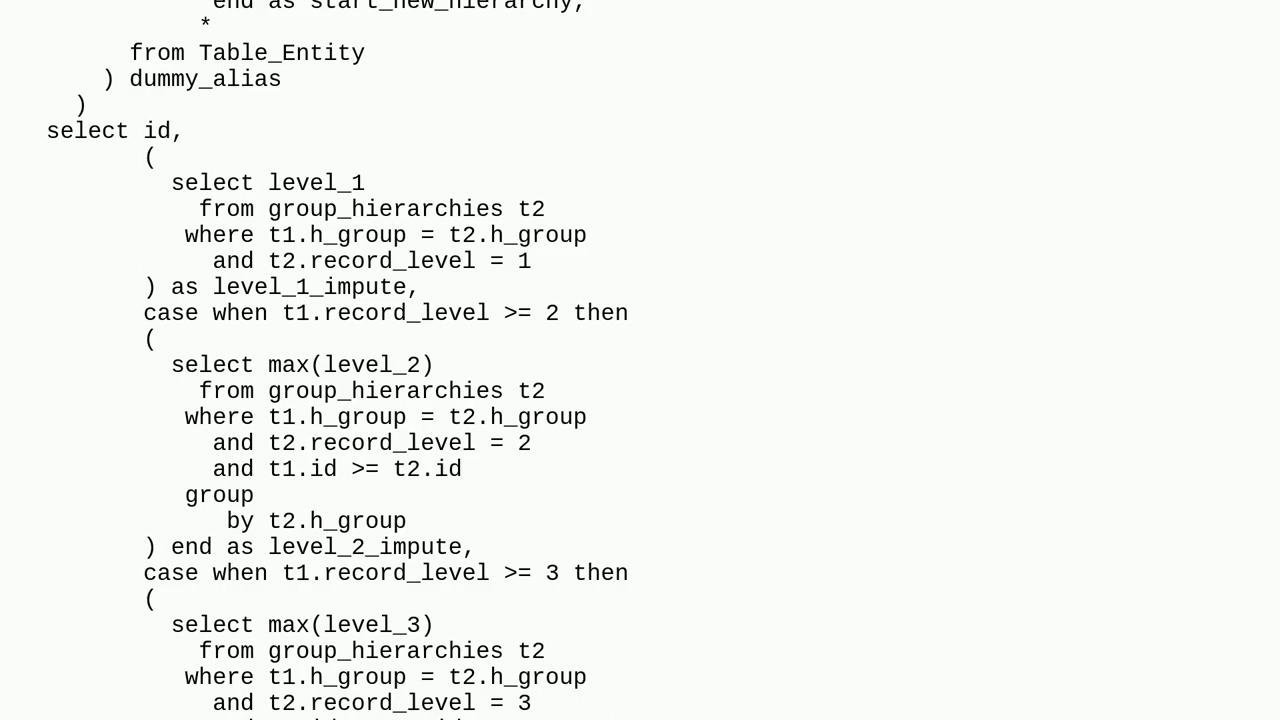 end as start_new_hierarchy,
*
from Table_Entity
) dummy_alias
)
select id,
(
select level_1
from group_hierarchies t2
where t1.h_group = t2.h_group
and t2.record_level = 1
) as level_1_impute,
case when t1.record_level >= 2 then
(
select max(level_2)
from group_hierarchies t2
where t1.h_group = t2.h_group
and t2.record_level = 2
and t1.id >= t2.id
group
by t2.h_group
) end as level_2_impute,
case when t1.record_level >= 3 then
(
select max(level_3)
from group_hierarchies t2
where t1.h_group = t2.h_group
and t2.record_level = 3